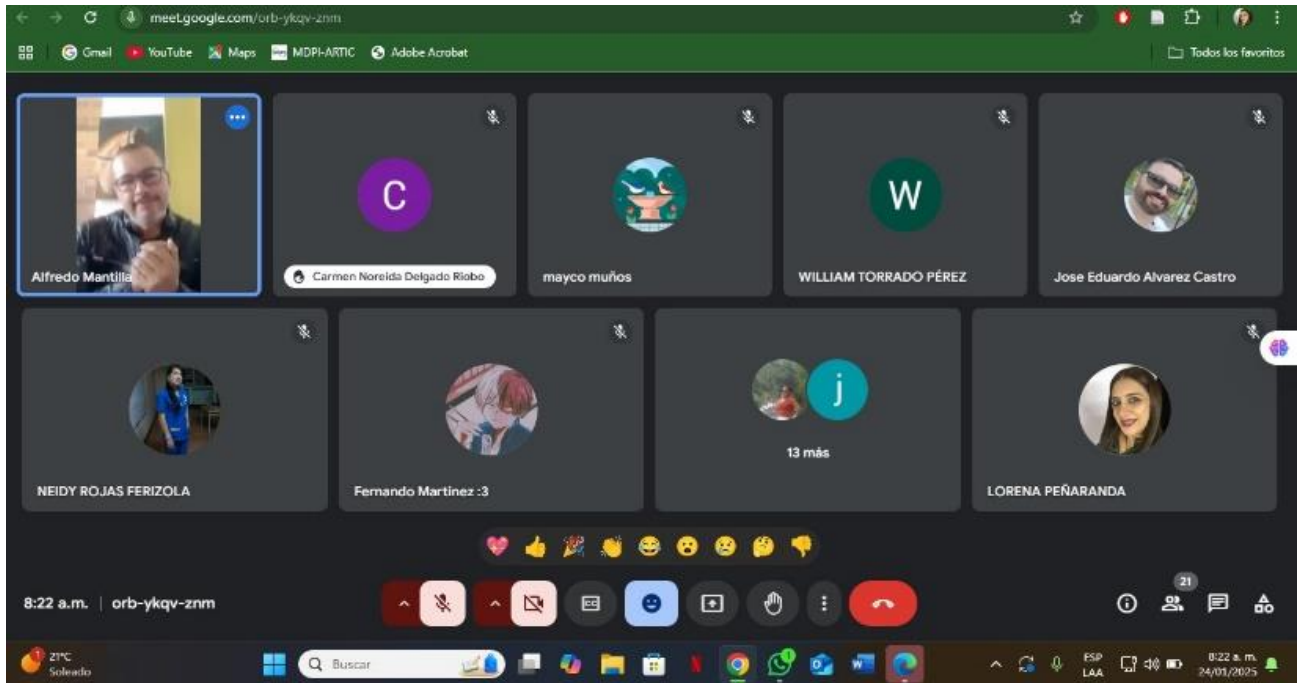 meet.google.com/orb-ykqv-znm
Gmail YouTube Maps MDPI-ARTIC Adobe Acrobat Todos los favoritos
Alfredo Mantilla
C
Carmen Noreida Delgado Riobo
mayco muños
W
WILLIAM TORRADO PÉREZ
Jose Eduardo Alvarez Castro
NEIDY ROJAS FERIZOLA
Fernando Martinez :3
j
13 más
LORENA PEÑARANDA
8:22 a.m. | orb-ykqv-znm
CC
21
1
21°C
Soleado
Buscar
1
ESP
LAA
8:22 a. m.
24/01/2025